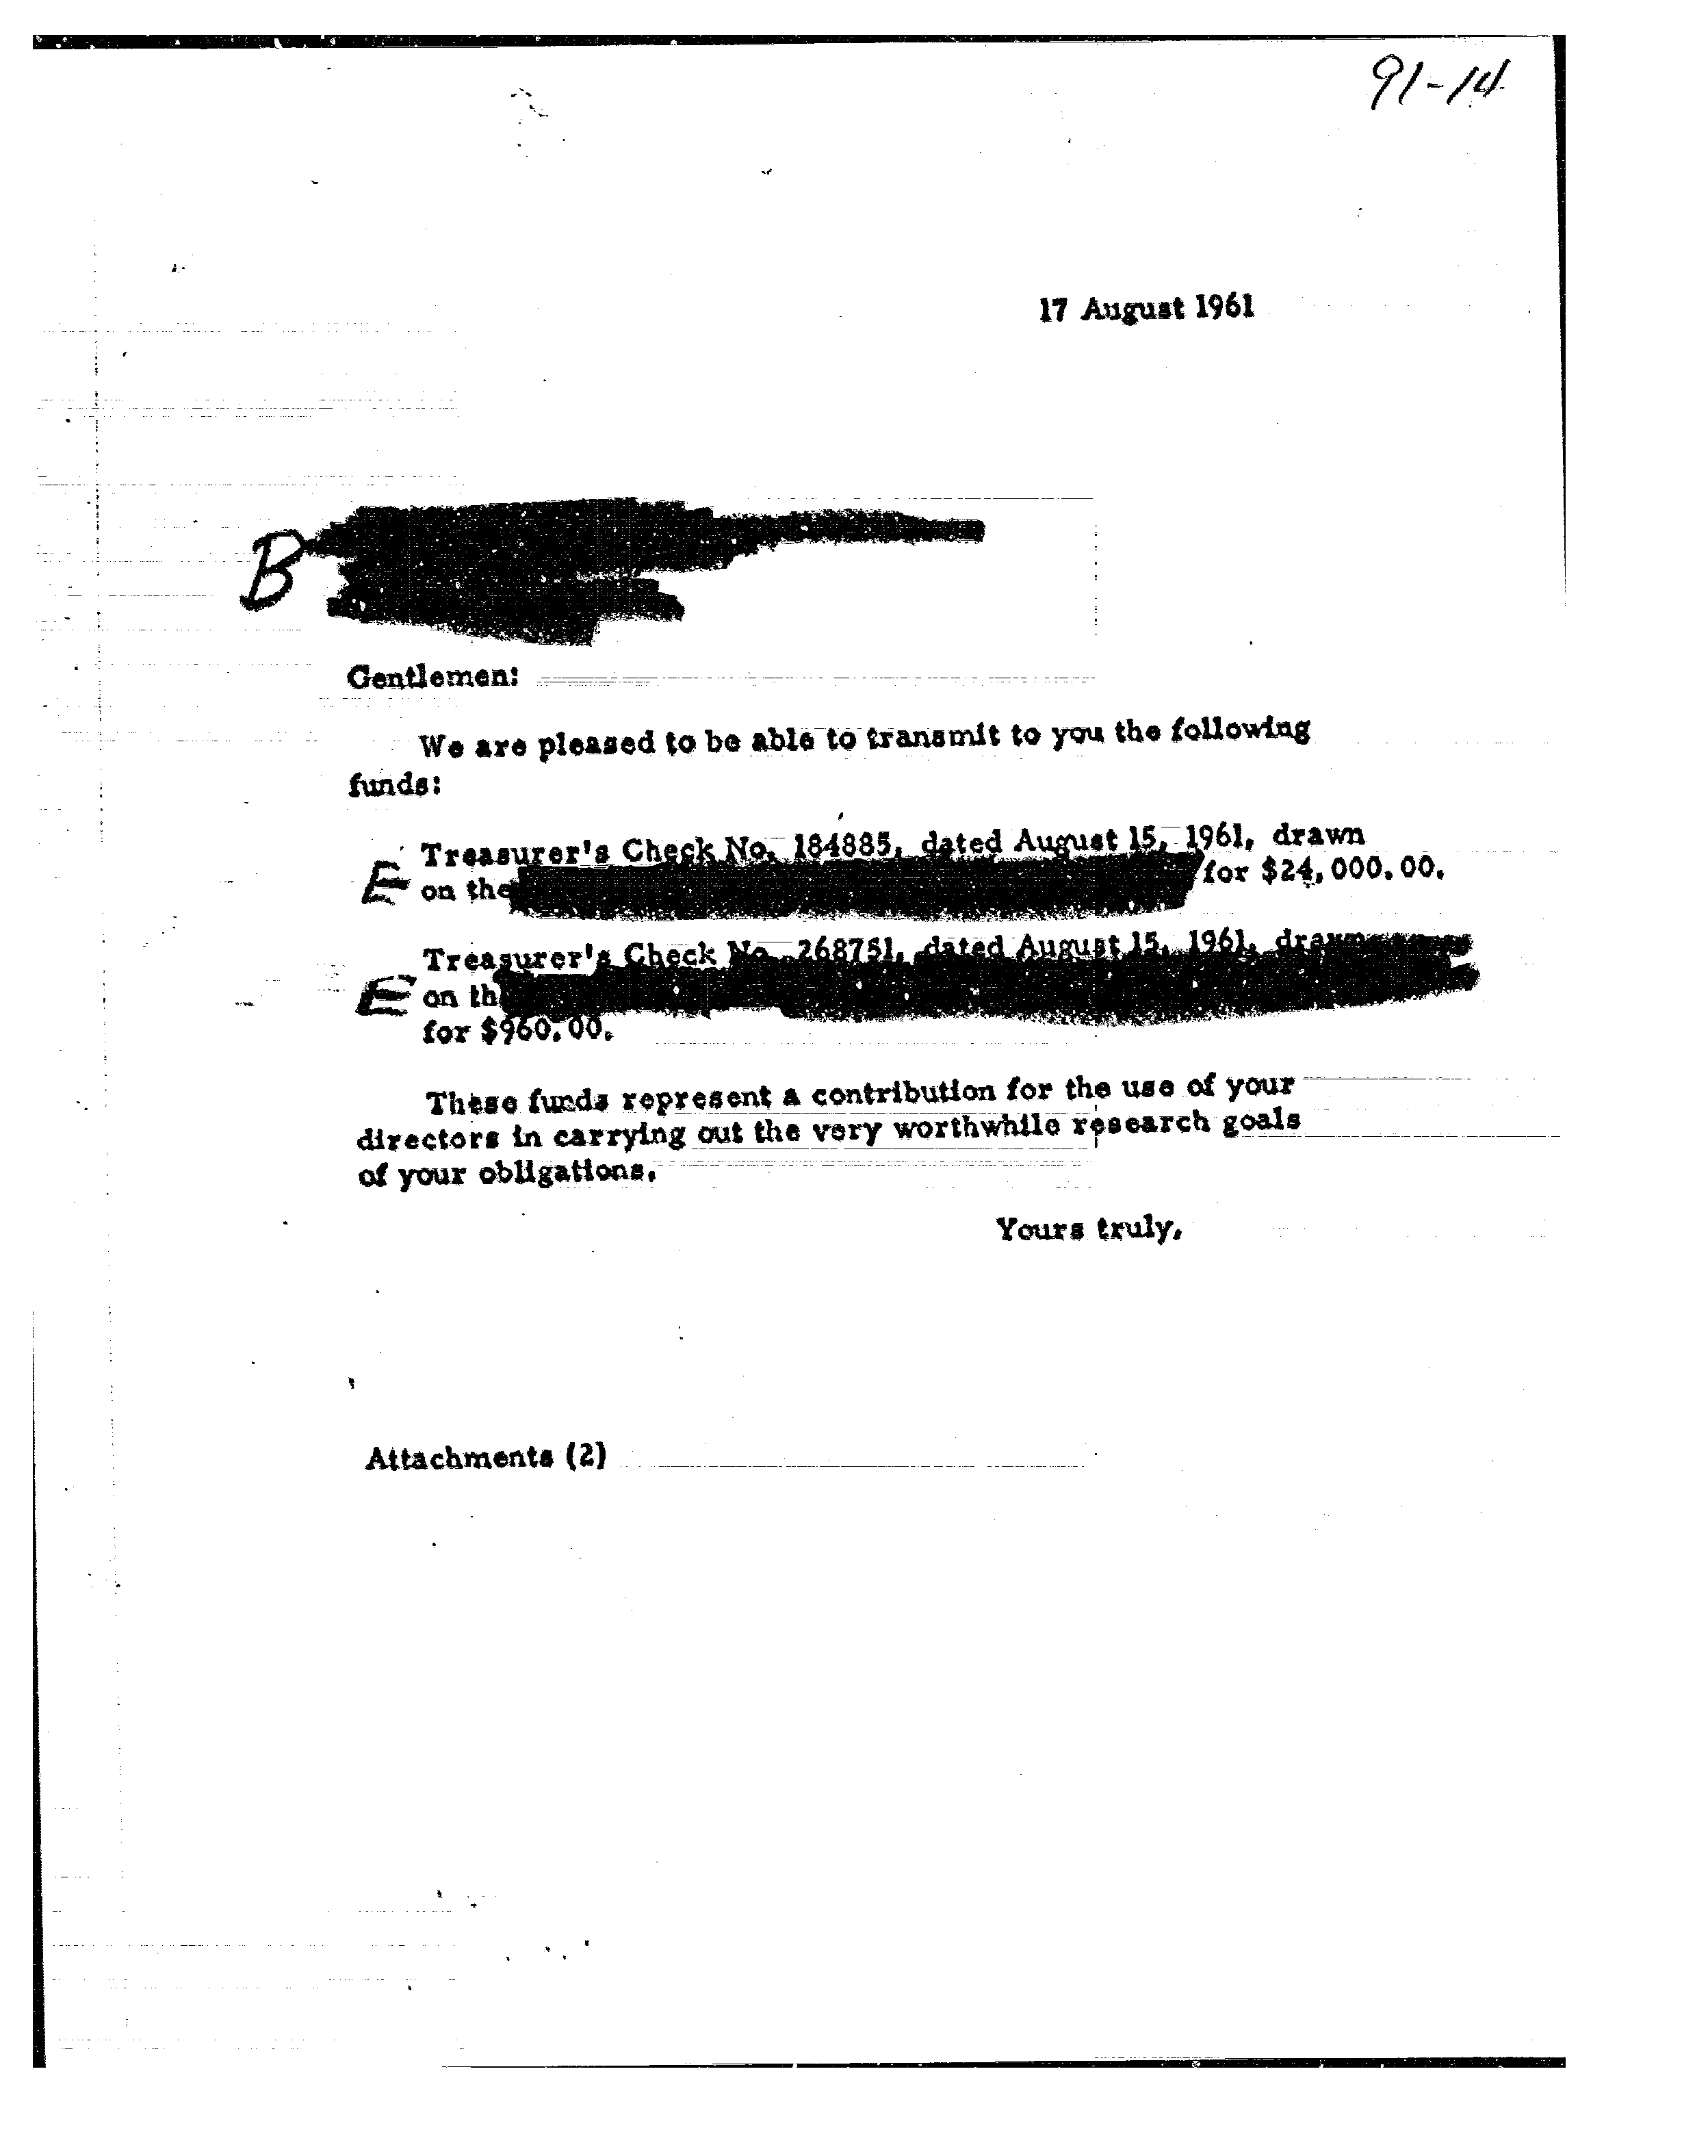 91-14
17 August 1961
B
Gentlemen:
We are pleased to be able to transmit to you the following
funds:
Treasurer's Check No. 184885, dated August 15, 1961, drawn
E on the for $24,000.00.
Treasurer's Check No. 268751, dated August 15, 1961, drawn
E on th
for $960.00.
These funds represent a contribution for the use of your
directors in carrying out the very worthwhile research goals
of your obligations.
Yours truly,
Attachments (2)